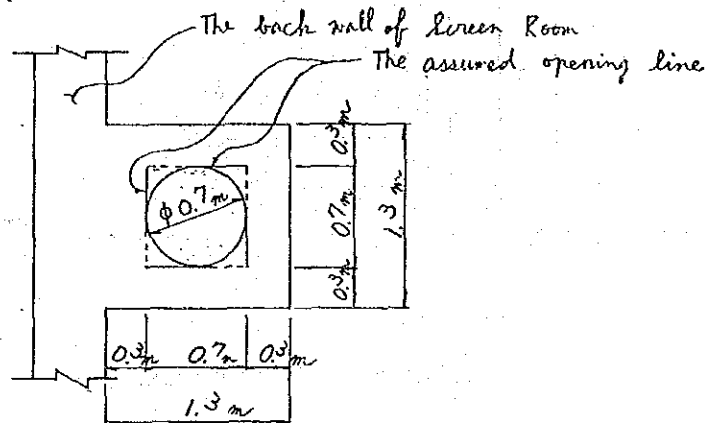 The back wall of Screen Room
The assured opening line
0.3m
0.7m
1.3m
0.3m
φ0.7m
0.3m
0.7m
0.3m
1.3m